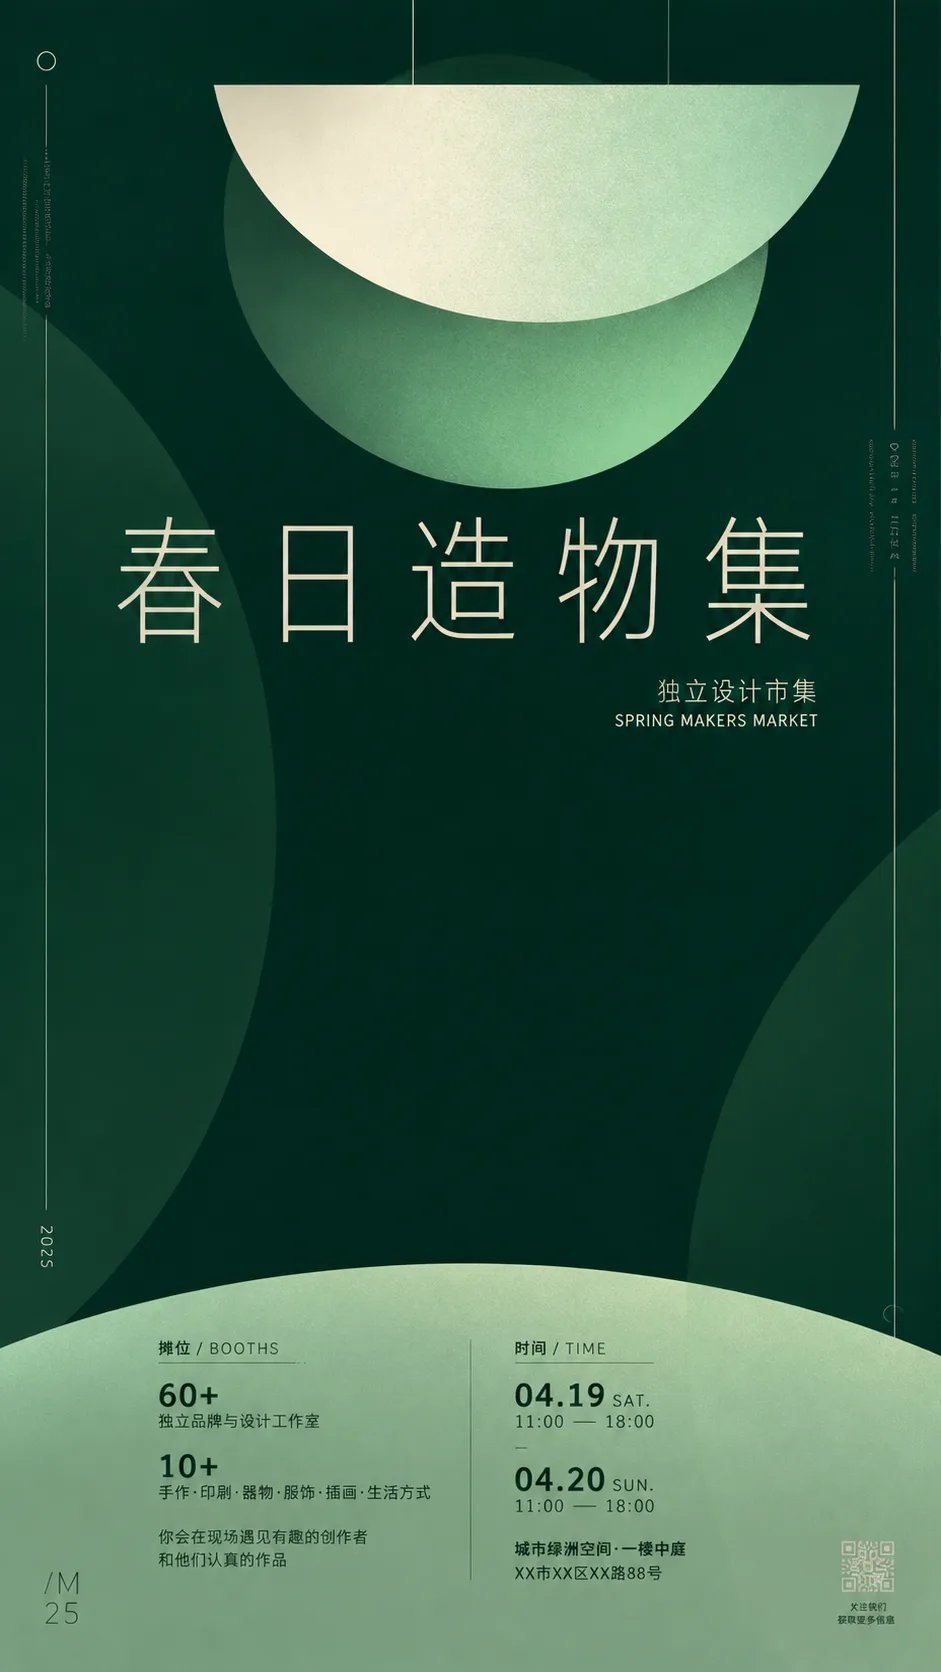 春日造物集
独立设计市集
SPRING MAKERS MARKET
2025
摊位 / BOOTHS
60+
独立品牌与设计工作室
10+
手作·印刷·器物·服饰·插画·生活方式
你会在现场遇见有趣的创作者
和他们认真的作品
时间 / TIME
04.19 SAT.
11:00 — 18:00
—
04.20 SUN.
11:00 — 18:00
城市绿洲空间·一楼中庭
XX市XX区XX路88号
/M
25
关注我们
获取更多信息